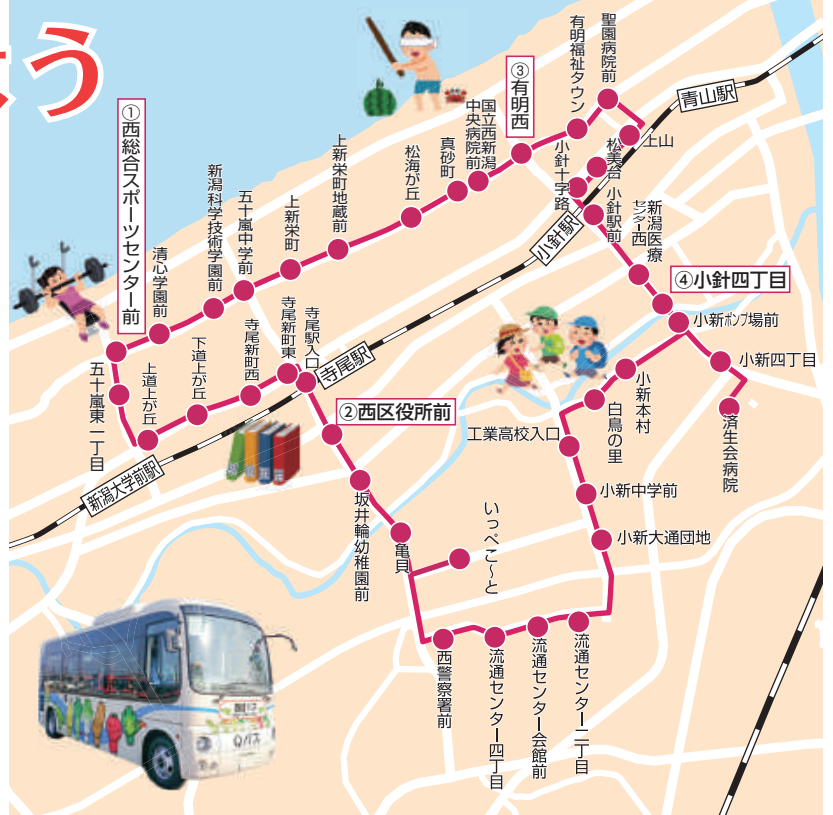 う
①西総合スポーツセンター前
清心学園前
新潟科学技術学園前
五十嵐中学前
上新栄町
上新栄町地蔵前
松海が丘
真砂町
国立西新潟
中央病院前
③有明西
有明福祉タウン
聖園病院前
青山駅
上山
松美台
小針十字路
小針駅前
小針駅
新潟医療
センター西
④小針四丁目
小新ポンプ場前
小新四丁目
済生会病院
小新本村
白鳥の里
工業高校入口
小新中学前
小新大通団地
流通センター二丁目
流通センター会館前
流通センター四丁目
西警察署前
いっぺこ〜と
亀貝
坂井輪幼稚園前
②西区役所前
寺尾駅入口
寺尾駅
寺尾新町東
寺尾新町西
下道上が丘
上道上が丘
五十嵐東一丁目
新潟大学前駅
Qバス